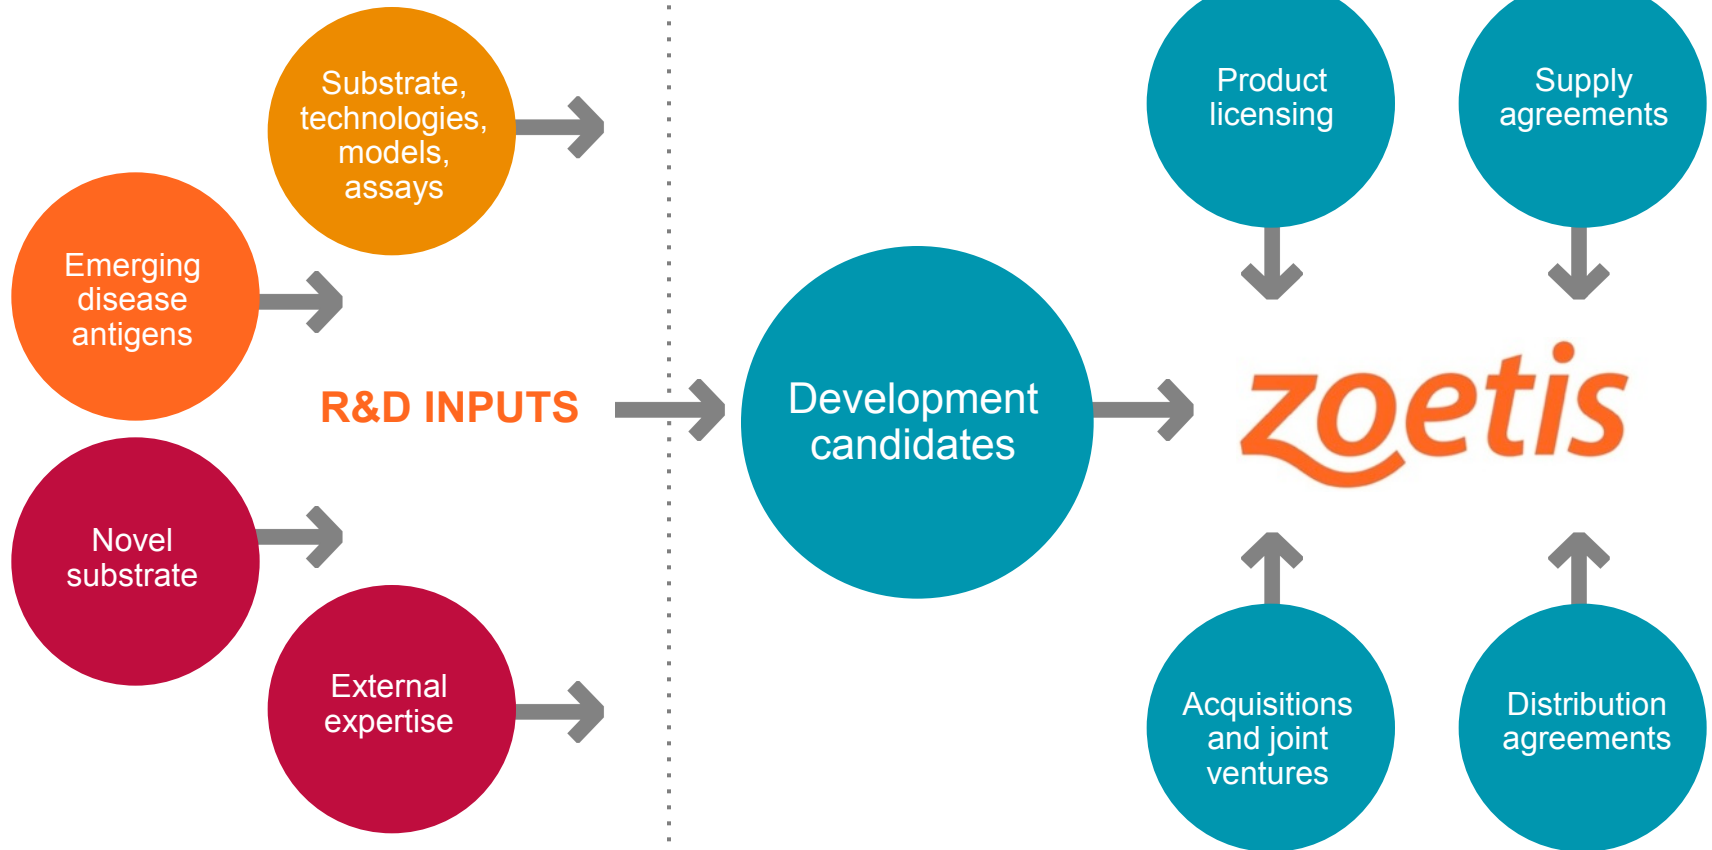 Substrate,
technologies,
models,
assays
Emerging
disease
antigens
R&D INPUTS
Novel
substrate
External
expertise
Development
candidates
Product
licensing
Supply
agreements
zoetis
Acquisitions
and joint
ventures
Distribution
agreements